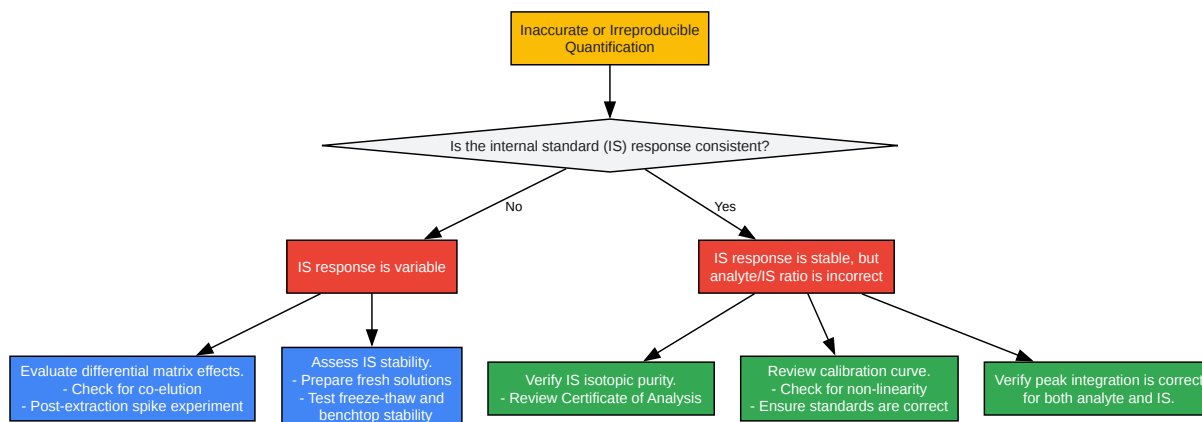 Inaccurate or Irreproducible
Quantification
Is the internal standard (IS) response consistent?
No
Yes
IS response is variable
IS response is stable, but
analyte/IS ratio is incorrect
Evaluate differential matrix effects.
- Check for co-elution
- Post-extraction spike experiment
Assess IS stability.
- Prepare fresh solutions
- Test freeze-thaw and
benchtop stability
Verify IS isotopic purity.
- Review Certificate of Analysis
Review calibration curve.
- Check for non-linearity
- Ensure standards are correct
Verify peak integration is correct
for both analyte and IS.